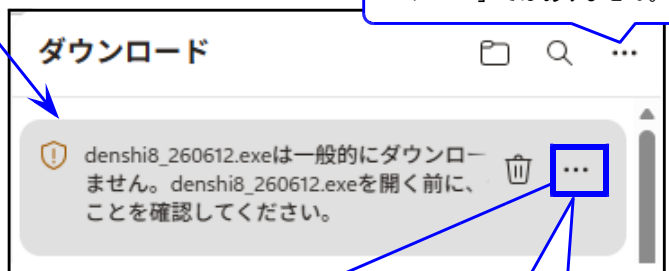 ダウンロード
denshi8_260612.exeは一般的にダウンロー
ません。denshi8_260612.exeを開く前に、
ことを確認してください。